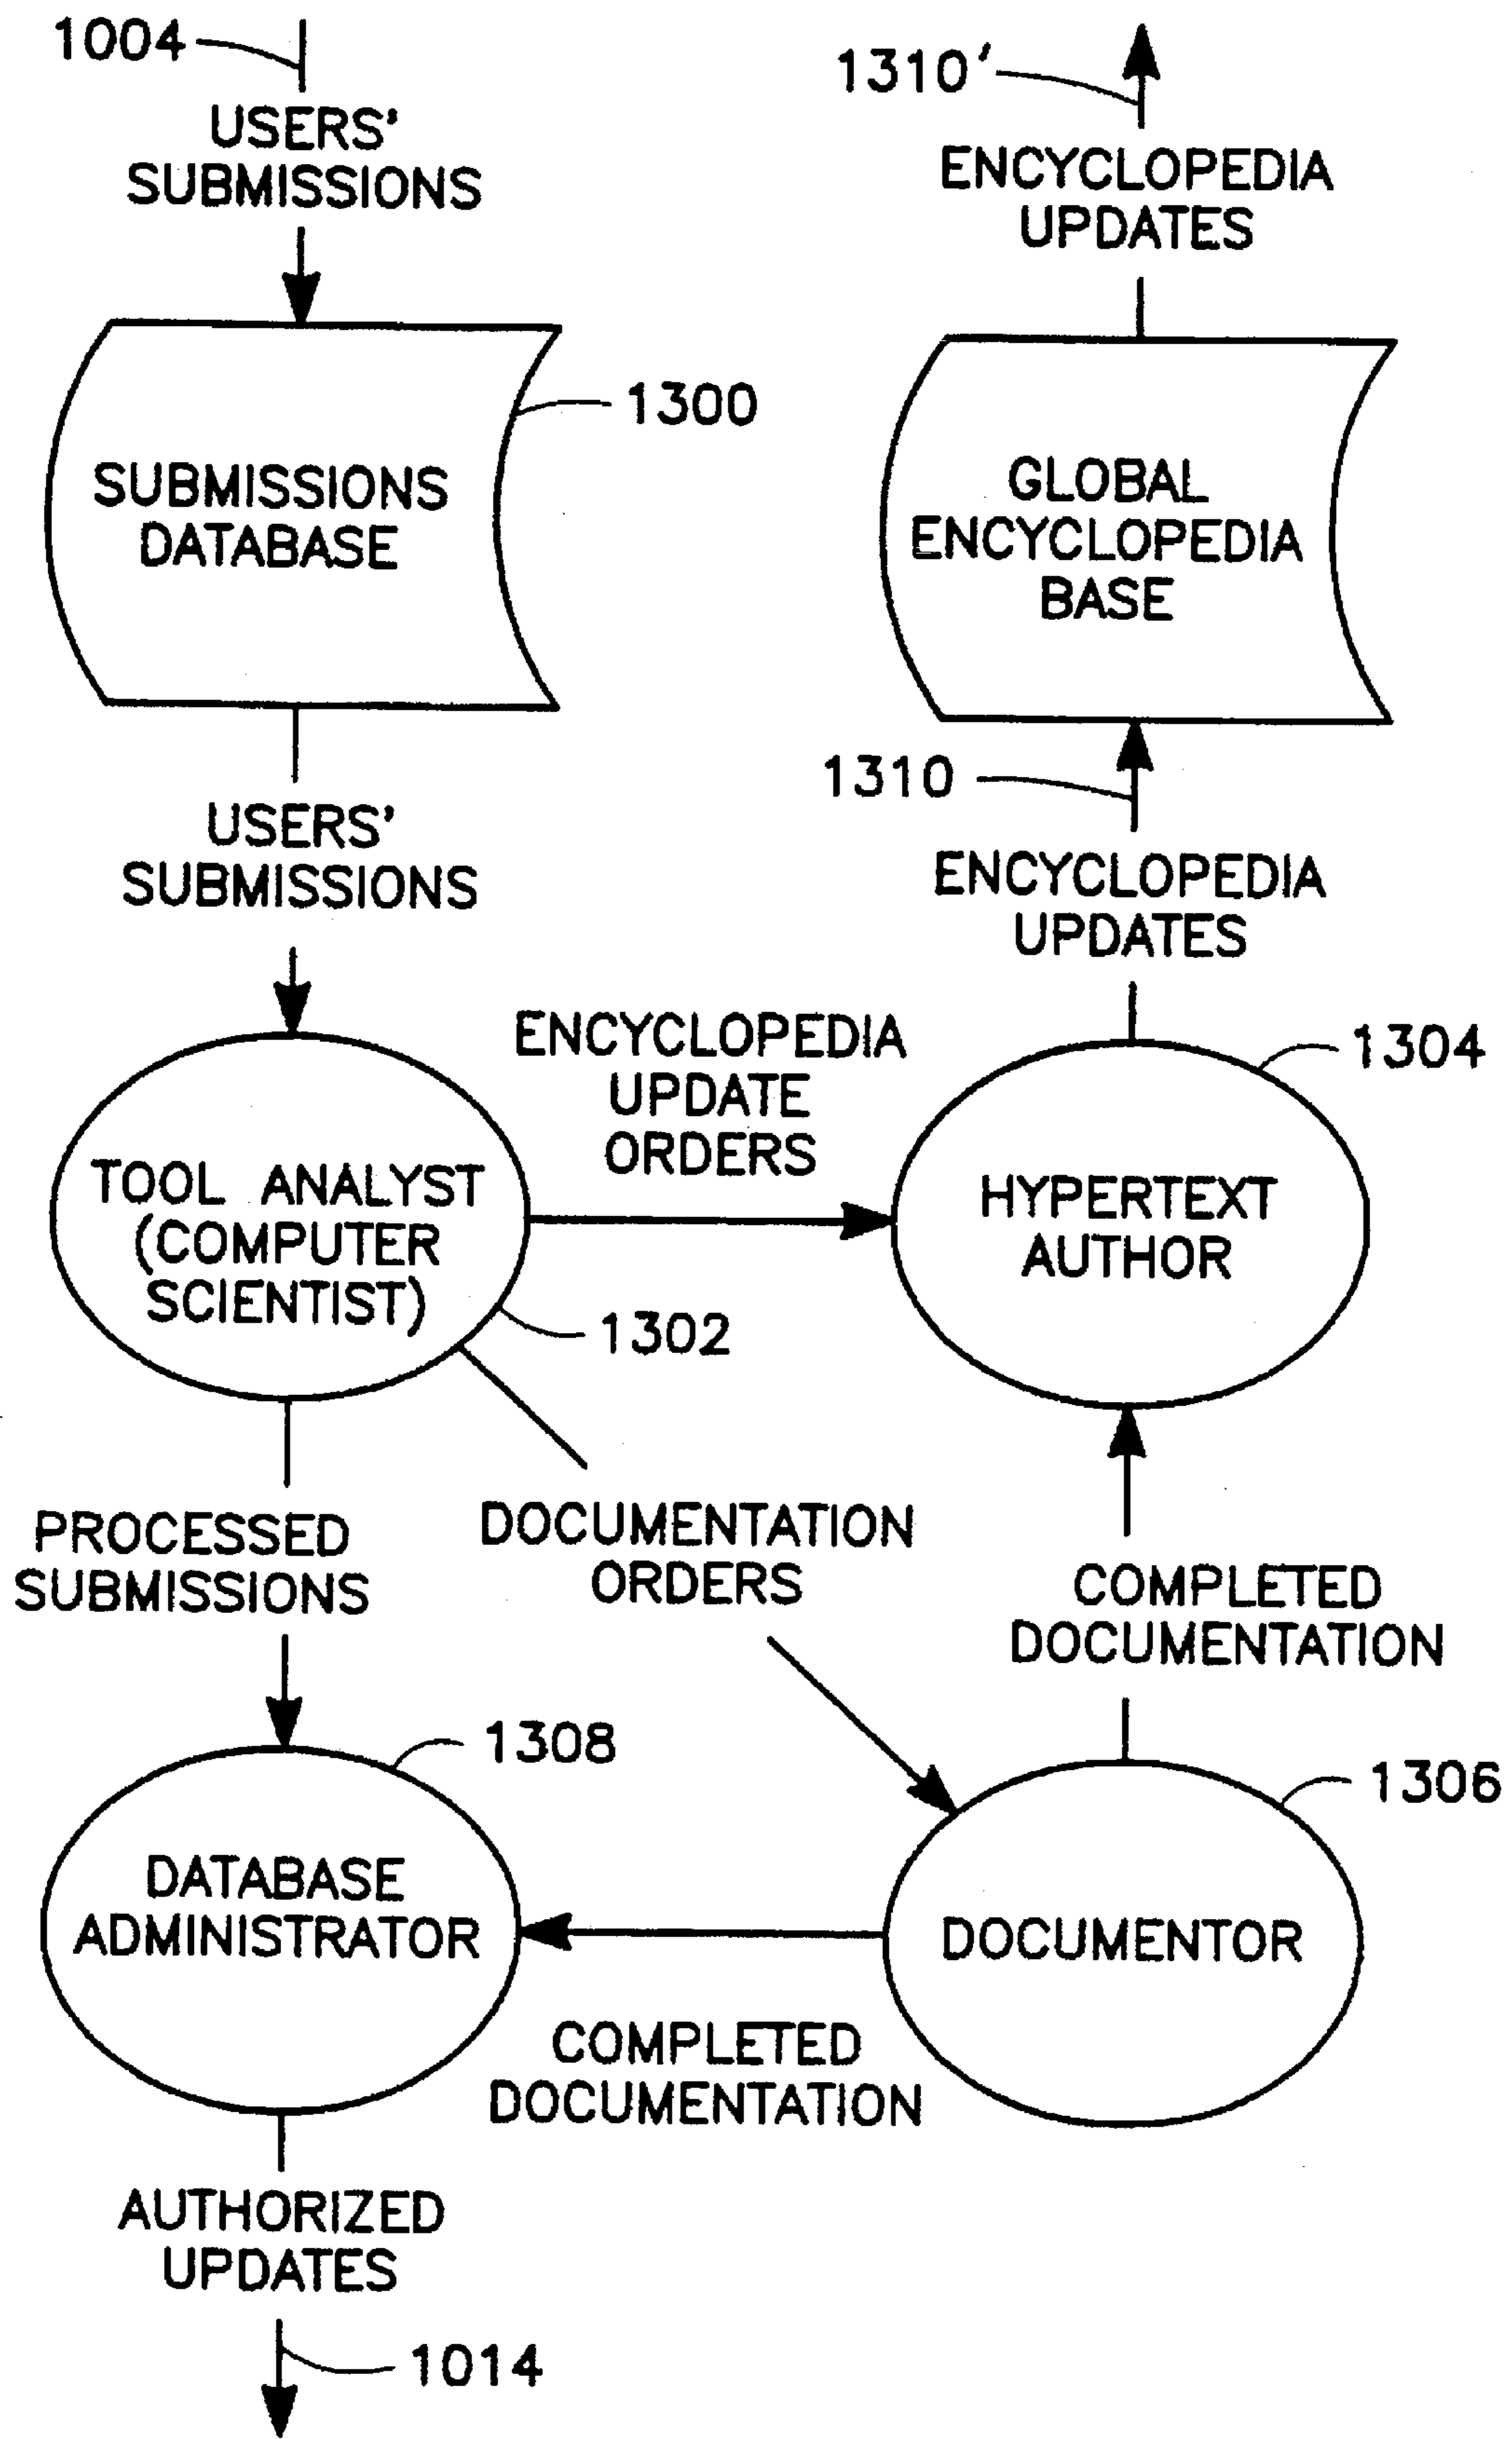 1004
USERS'
SUBMISSIONS
1310'
ENCYCLOPEDIA
UPDATES
1300
SUBMISSIONS
DATABASE
GLOBAL
ENCYCLOPEDIA
BASE
1310
USERS'
SUBMISSIONS
ENCYCLOPEDIA
UPDATES
ENCYCLOPEDIA
UPDATE
ORDERS
1304
TOOL ANALYST
(COMPUTER
SCIENTIST)
HYPERTEXT
AUTHOR
1302
PROCESSED
SUBMISSIONS
DOCUMENTATION
ORDERS
COMPLETED
DOCUMENTATION
1308
1306
DATABASE
ADMINISTRATOR
DOCUMENTOR
COMPLETED
DOCUMENTATION
AUTHORIZED
UPDATES
1014